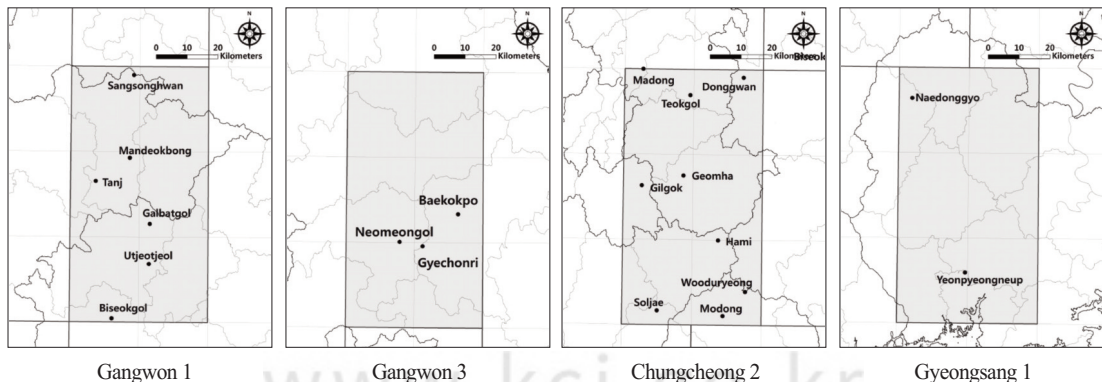 0 10 20
Kilometers
Sangsonghwan
Mandeokbong
Tanj
Galbatgol
Utjeotjeol
Biseokgol
Gangwon 1
0 10 20
Kilometers
Baekokpo
Neomeongol
Gyechonri
Gangwon 3
0 10 20
Kilometers
Biseok
Madong
Donggwan
Teokgol
Geomha
Gilgok
Hami
Wooduryeong
Soljae
Modong
Chungcheong 2
0 10 20
Kilometers
Naedonggyo
Yeonpyeongneup
Gyeongsang 1